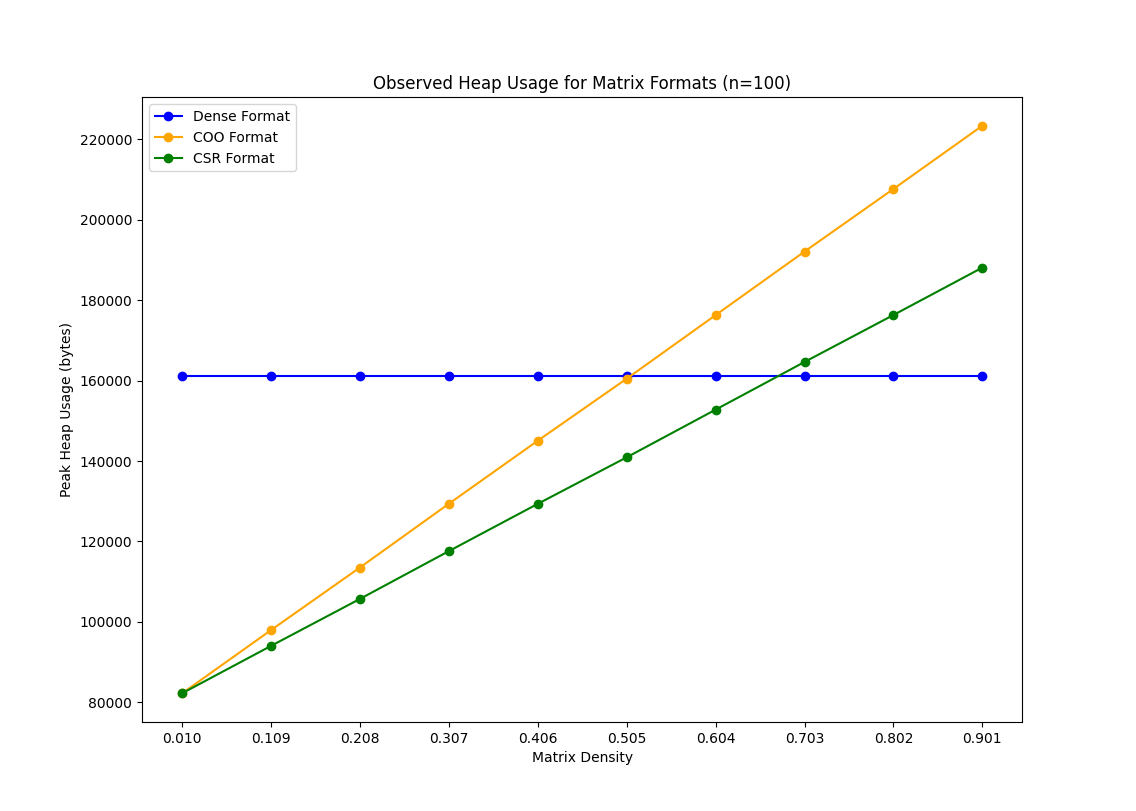 Observed Heap Usage for Matrix Formats (n=100)
Dense Format
COO Format
CSR Format
220000
200000
180000
160000
140000
120000
100000
80000
Peak Heap Usage (bytes)
0.010 0.109 0.208 0.307 0.406 0.505 0.604 0.703 0.802 0.901
Matrix Density